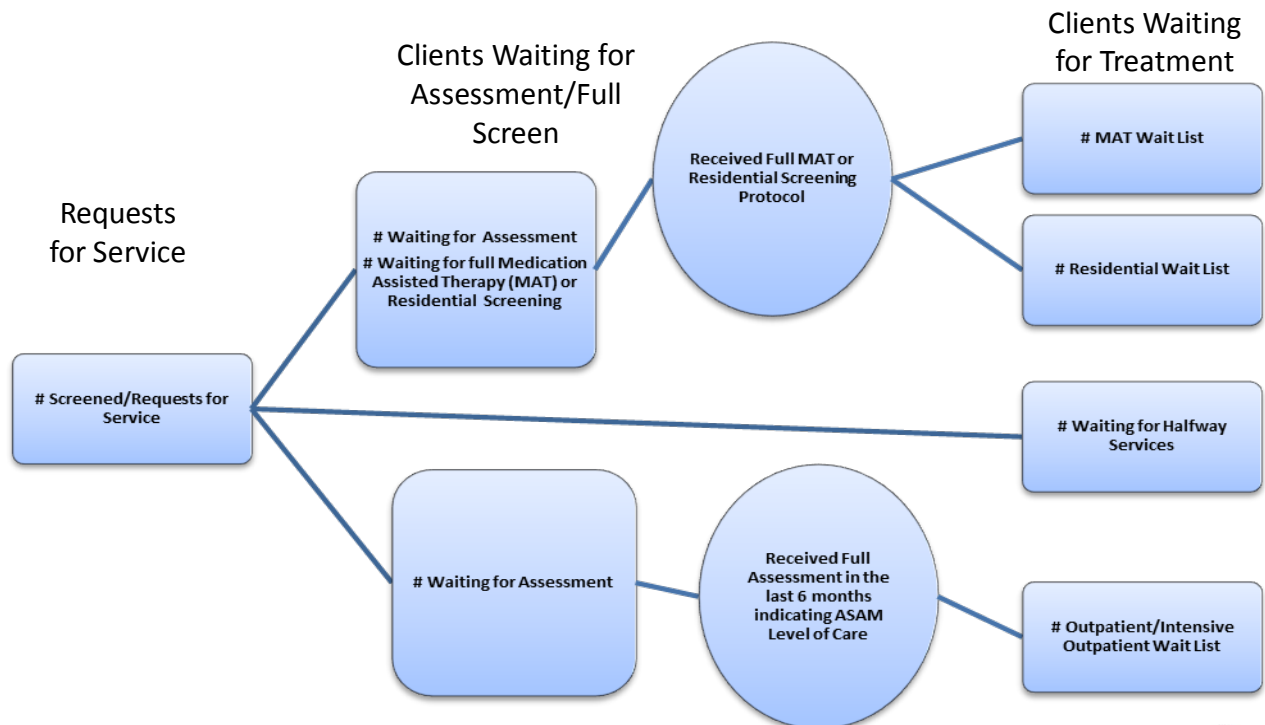 Requests
for Service
Clients Waiting for
Assessment/Full
Screen
Clients Waiting
for Treatment
# Screened/Requests for
Service
# Waiting for Assessment
# Waiting for full Medication
Assisted Therapy (MAT) or
Residential Screening
Received Full MAT or
Residential Screening
Protocol
# MAT Wait List
# Residential Wait List
# Waiting for Halfway
Services
# Waiting for Assessment
Received Full
Assessment in the
last 6 months
indicating ASAM
Level of Care
# Outpatient/Intensive
Outpatient Wait List